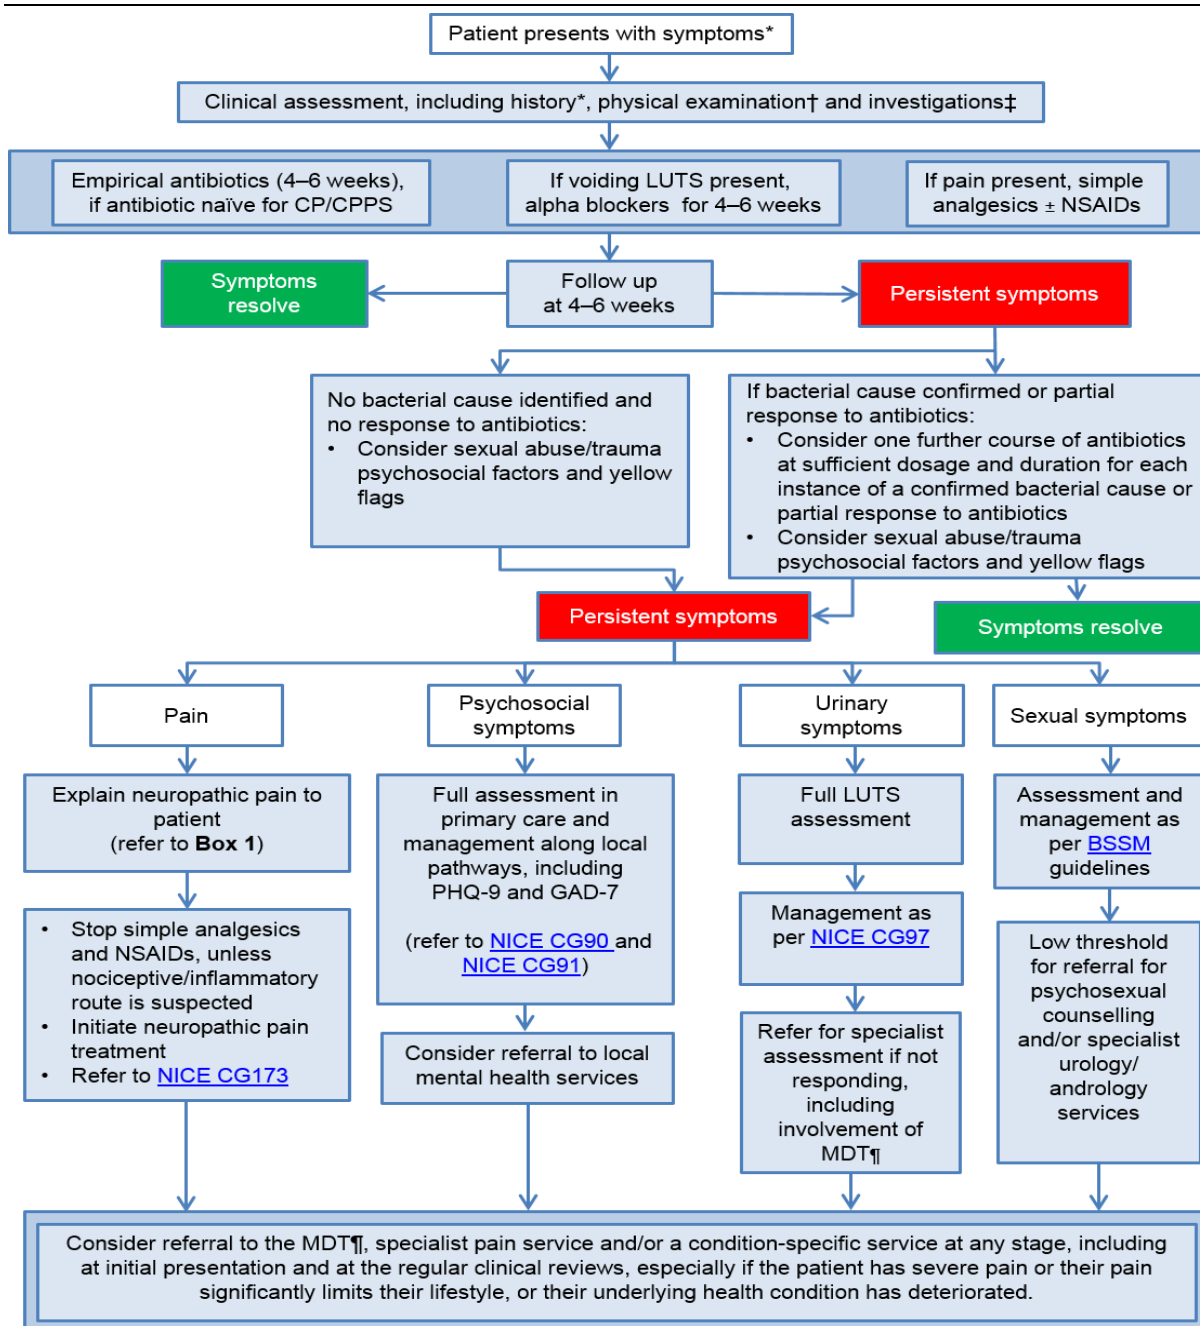 Patient presents with symptoms*
Clinical assessment, including history*, physical examination† and investigations‡
Empirical antibiotics (4–6 weeks),
if antibiotic naïve for CP/CPPS
If voiding LUTS present,
alpha blockers for 4–6 weeks
If pain present, simple
analgesics ± NSAIDs
Symptoms
resolve
Follow up
at 4–6 weeks
Persistent symptoms
No bacterial cause identified and
no response to antibiotics:
• Consider sexual abuse/trauma
psychosocial factors and yellow
flags
If bacterial cause confirmed or partial
response to antibiotics:
• Consider one further course of antibiotics
at sufficient dosage and duration for each
instance of a confirmed bacterial cause or
partial response to antibiotics
• Consider sexual abuse/trauma
psychosocial factors and yellow flags
Persistent symptoms
Symptoms resolve
Pain
Psychosocial
symptoms
Urinary
symptoms
Sexual symptoms
Explain neuropathic pain to
patient
(refer to Box 1)
Full assessment in
primary care and
management along local
pathways, including
PHQ-9 and GAD-7
(refer to NICE CG90 and
NICE CG91)
Full LUTS
assessment
Assessment and
management as
per BSSM
guidelines
• Stop simple analgesics
and NSAIDs, unless
nociceptive/inflammatory
route is suspected
• Initiate neuropathic pain
treatment
• Refer to NICE CG173
Consider referral to local
mental health services
Management as
per NICE CG97
Refer for specialist
assessment if not
responding,
including
involvement of
MDT¶
Low threshold
for referral for
psychosexual
counselling
and/or specialist
urology/
andrology
services
Consider referral to the MDT¶, specialist pain service and/or a condition-specific service at any stage, including
at initial presentation and at the regular clinical reviews, especially if the patient has severe pain or their pain
significantly limits their lifestyle, or their underlying health condition has deteriorated.